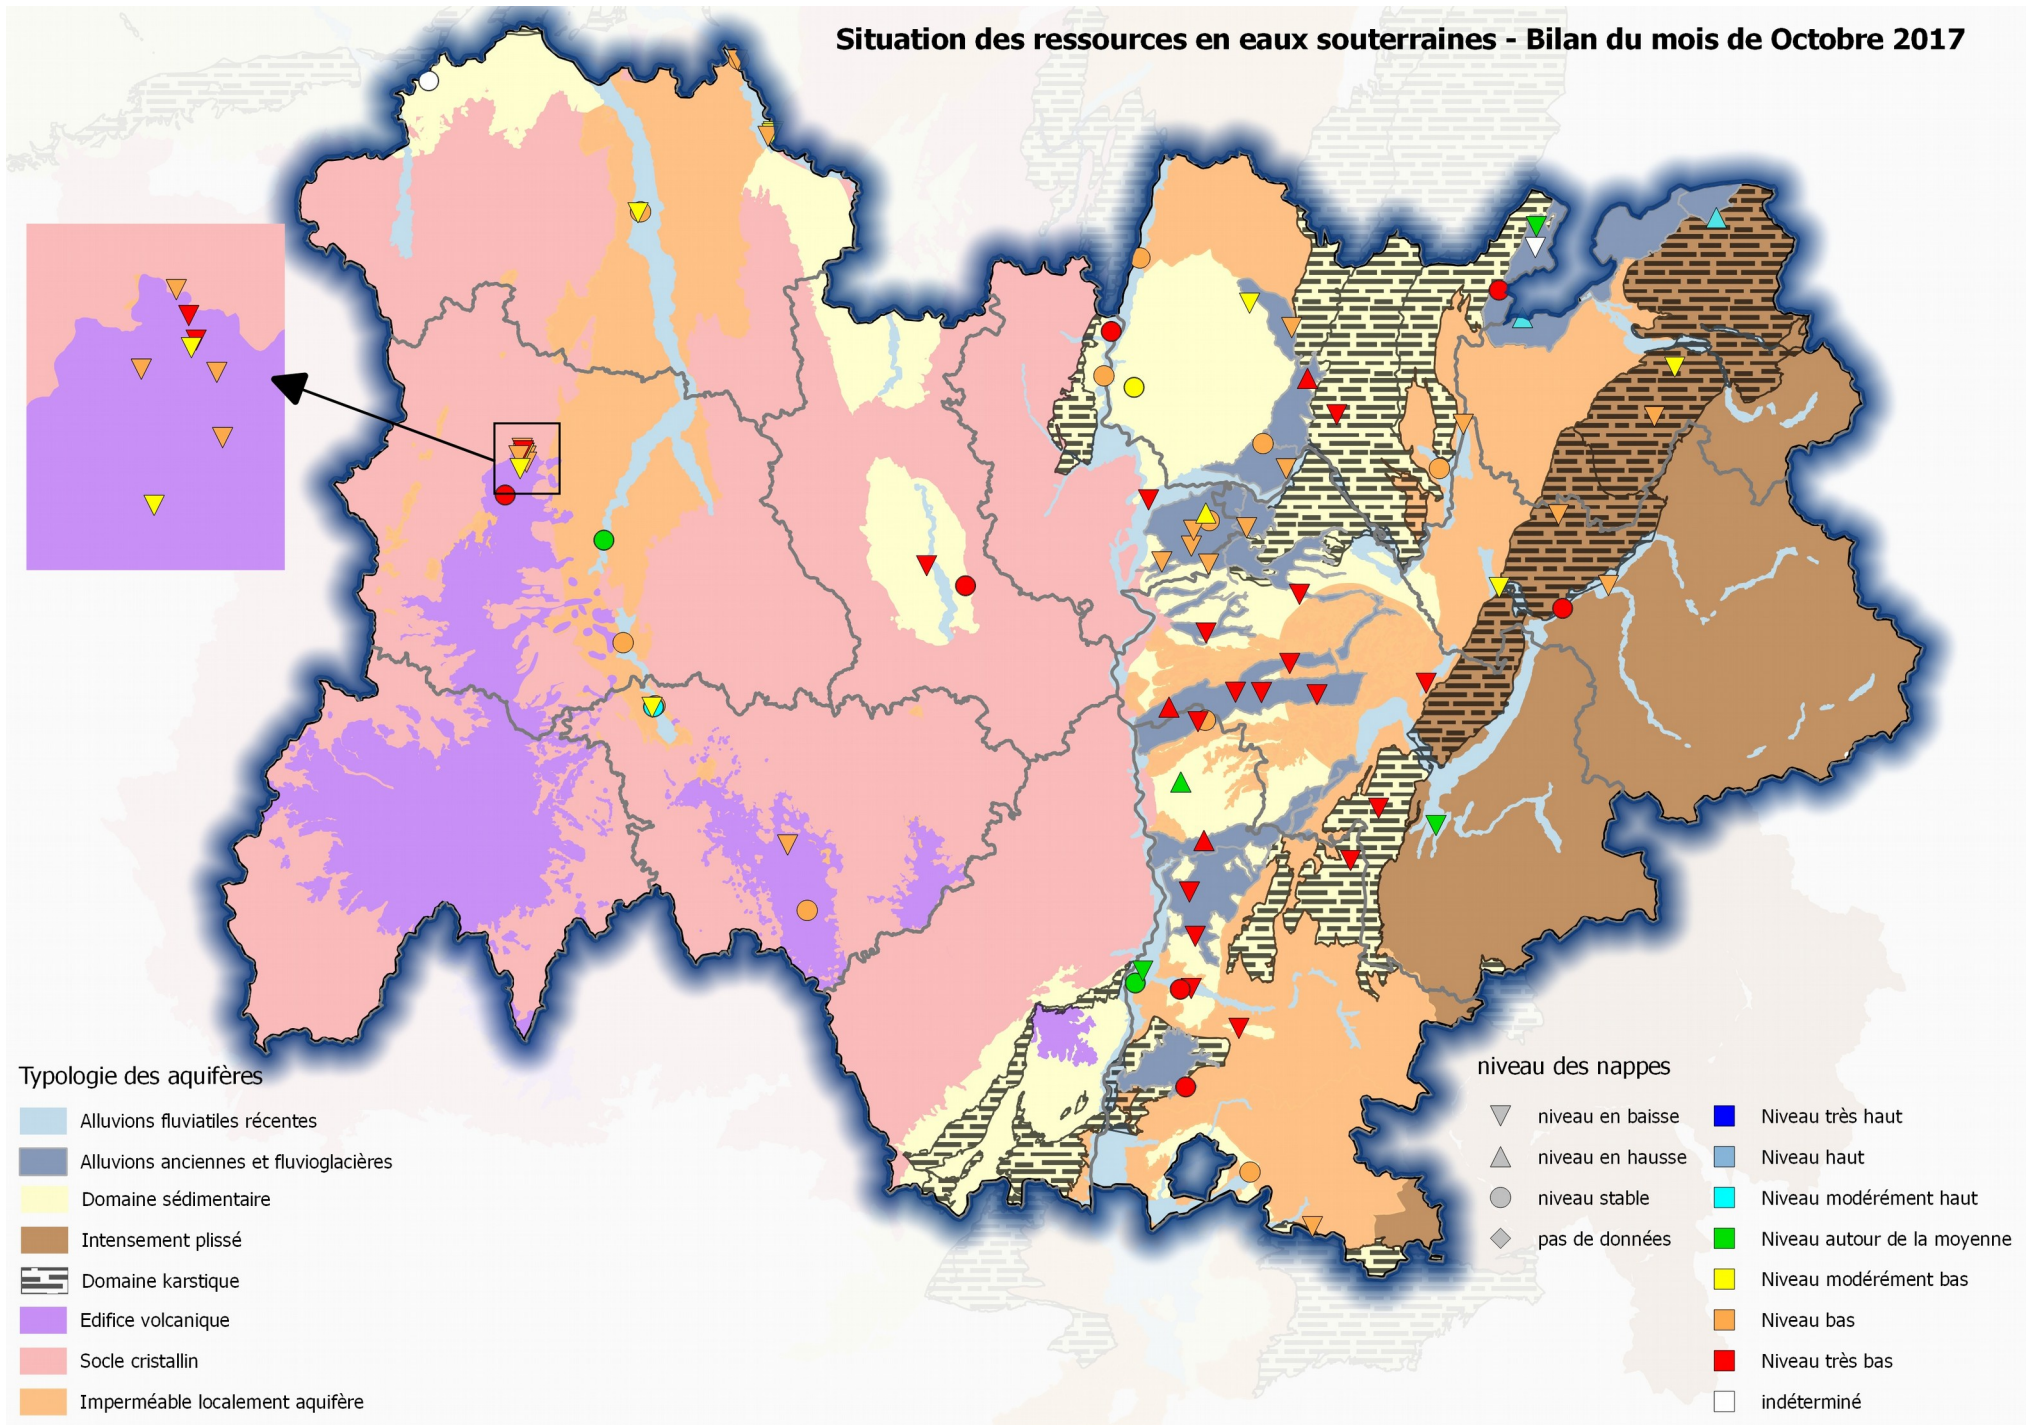 Situation des ressources en eaux souterraines - Bilan du mois de Octobre 2017
Typologie des aquifères
Alluvions fluviatiles récentes
Alluvions anciennes et fluvioglacières
Domaine sédimentaire
Intensement plissé
Domaine karstique
Edifice volcanique
Socle cristallin
Imperméable localement aquifère
niveau des nappes
niveau en baisse
niveau en hausse
niveau stable
pas de données
Niveau très haut
Niveau haut
Niveau modérément haut
Niveau autour de la moyenne
Niveau modérément bas
Niveau bas
Niveau très bas
indéterminé